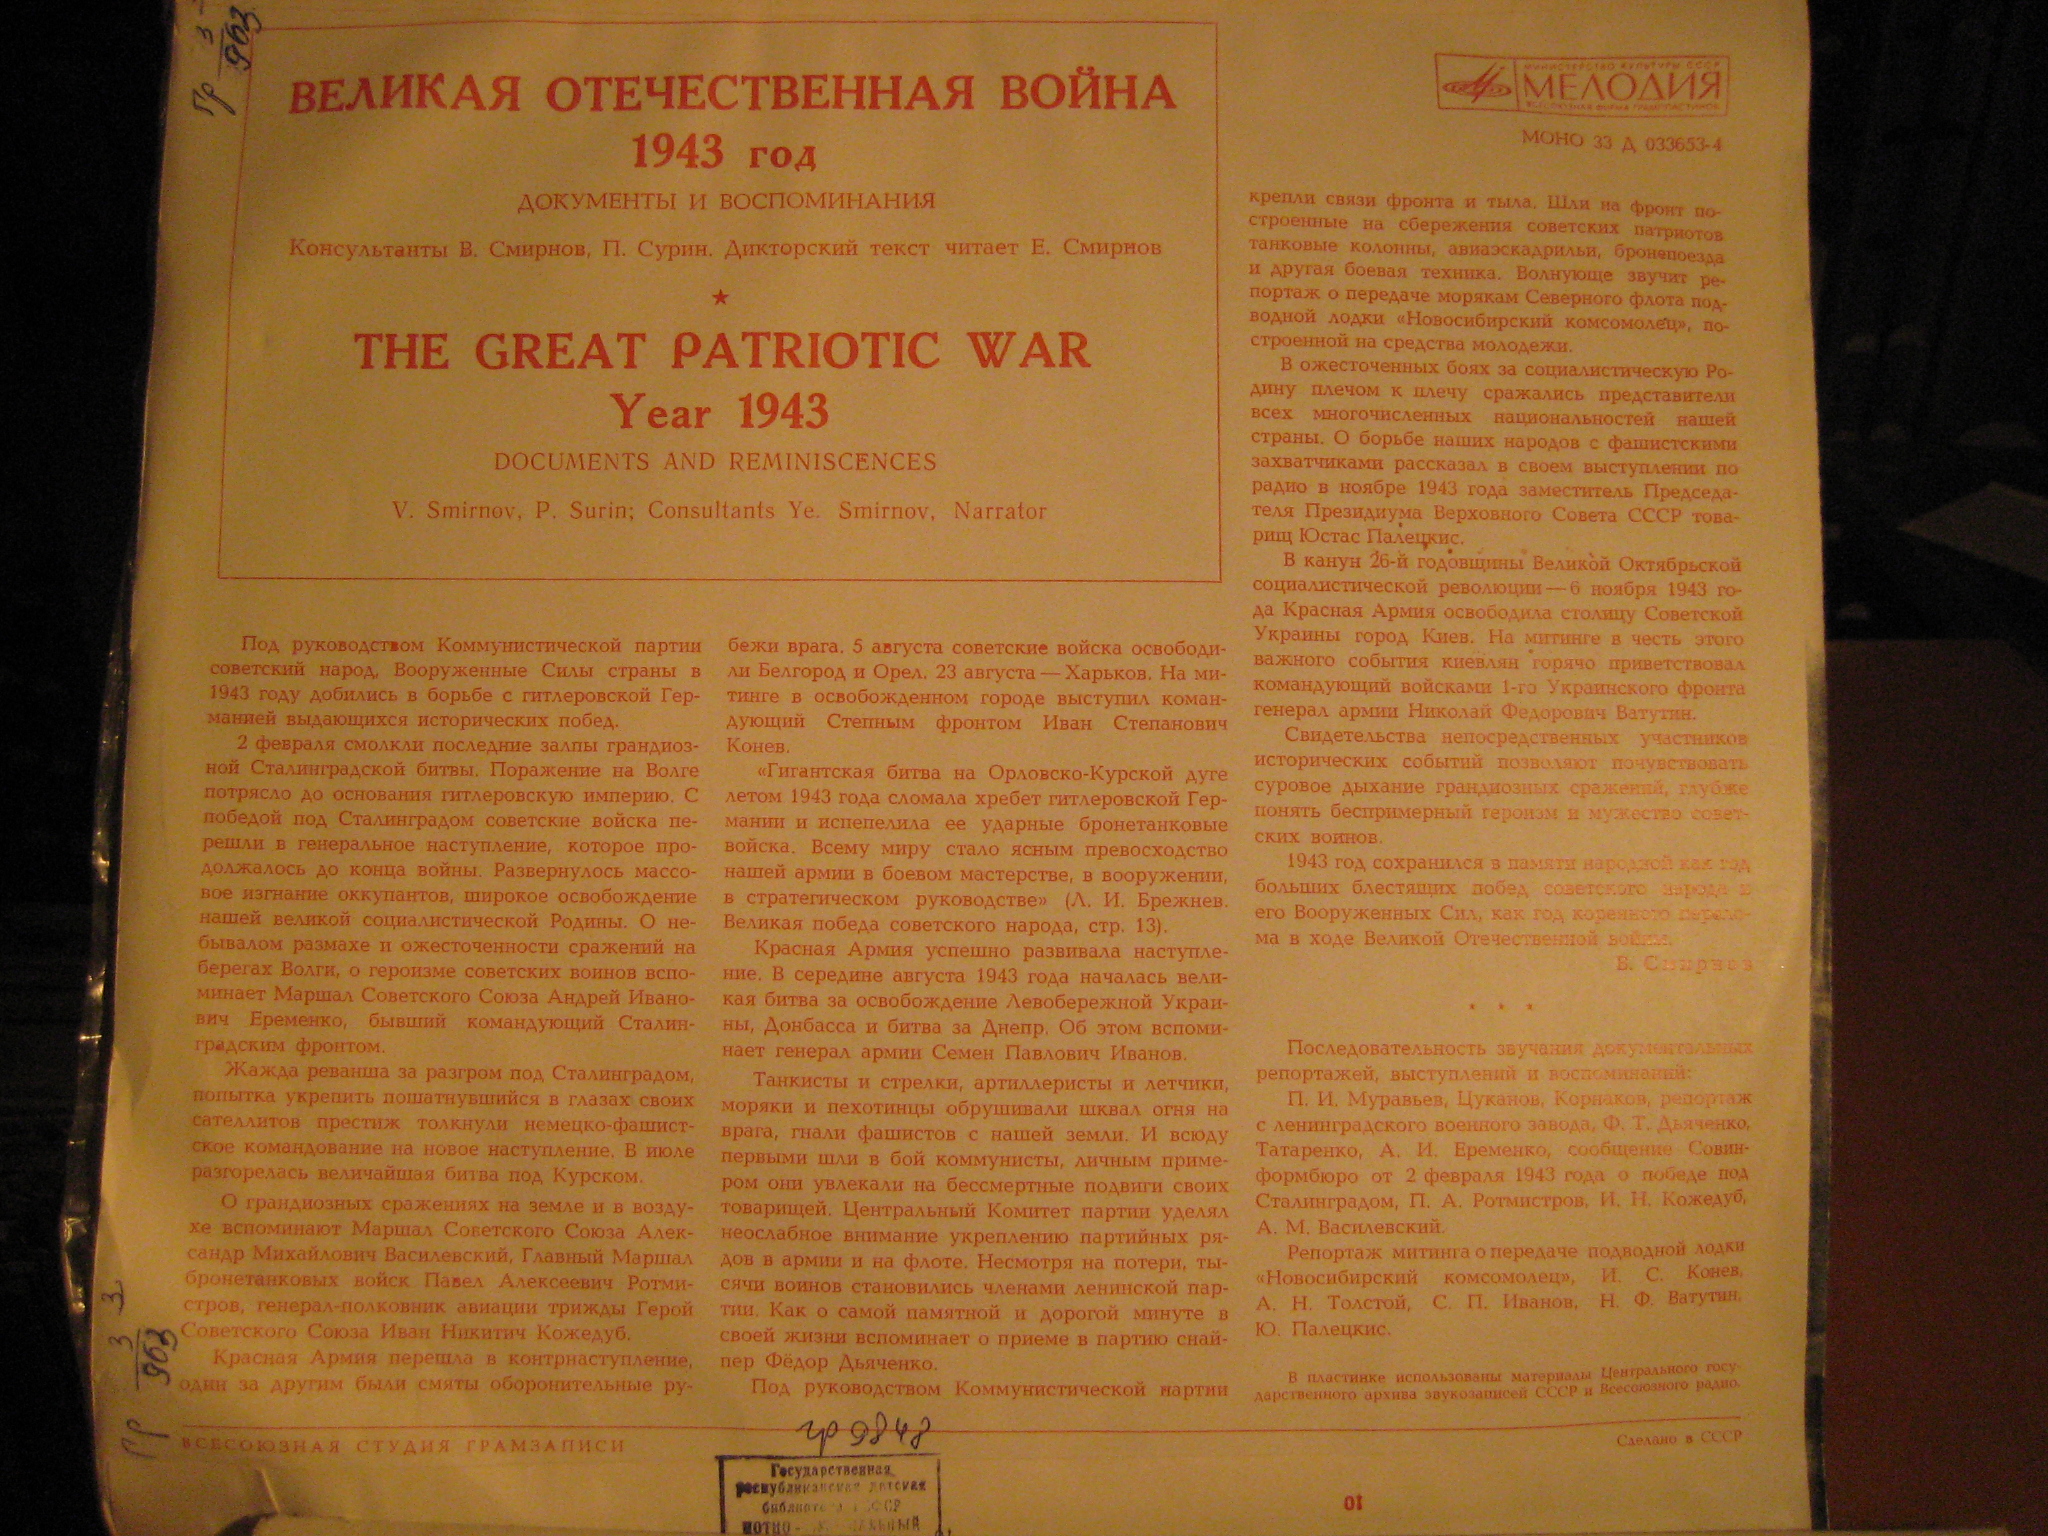 Гр 3/963
ВЕЛИКАЯ ОТЕЧЕСТВЕННАЯ ВОЙНА
1943 год
ДОКУМЕНТЫ И ВОСПОМИНАНИЯ
Консультанты В. Смирнов, П. Сурин. Дикторский текст читает Е. Смирнов
★
THE GREAT PATRIOTIC WAR
Year 1943
DOCUMENTS AND REMINISCENCES
V. Smirnov, P. Surin; Consultants Ye. Smirnov, Narrator
Под руководством Коммунистической партии
советский народ, Вооруженные Силы страны в
1943 году добились в борьбе с гитлеровской Гер-
манией выдающихся исторических побед.
2 февраля смолкли последние залпы грандиоз-
ной Сталинградской битвы. Поражение на Волге
потрясло до основания гитлеровскую империю. С
победой под Сталинградом советские войска пе-
решли в генеральное наступление, которое про-
должалось до конца войны. Развернулось массо-
вое изгнание оккупантов, широкое освобождение
нашей великой социалистической Родины. О не-
бывалом размахе и ожесточенности сражений на
берегах Волги, о героизме советских воинов вспо-
минает Маршал Советского Союза Андрей Ивано-
вич Еременко, бывший командующий Сталин-
градским фронтом.
Жажда реванша за разгром под Сталинградом,
попытка укрепить пошатнувшийся в глазах своих
сателлитов престиж толкнули немецко-фашист-
ское командование на новое наступление. В июле
разгорелась величайшая битва под Курском.
О грандиозных сражениях на земле и в возду-
хе вспоминают Маршал Советского Союза Алек-
сандр Михайлович Василевский, Главный Маршал
бронетанковых войск Павел Алексеевич Ротми-
стров, генерал-полковник авиации трижды Герой
Советского Союза Иван Никитич Кожедуб.
Красная Армия перешла в контрнаступление,
один за другим были смяты оборонительные ру-
бежи врага. 5 августа советские войска освободи-
ли Белгород и Орел. 23 августа — Харьков. На ми-
тинге в освобожденном городе выступил коман-
дующий Степным фронтом Иван Степанович
Конев.
«Гигантская битва на Орловско-Курской дуге
летом 1943 года сломала хребет гитлеровской Гер-
мании и испепелила ее ударные бронетанковые
войска. Всему миру стало ясным превосходство
нашей армии в боевом мастерстве, в вооружении,
в стратегическом руководстве» (Л. И. Брежнев.
Великая победа советского народа, стр. 13).
Красная Армия успешно развивала наступле-
ние. В середине августа 1943 года началась вели-
кая битва за освобождение Левобережной Украи-
ны, Донбасса и битва за Днепр. Об этом вспоми-
нает генерал армии Семен Павлович Иванов.
Танкисты и стрелки, артиллеристы и летчики,
моряки и пехотинцы обрушивали шквал огня на
врага, гнали фашистов с нашей земли. И всюду
первыми шли в бой коммунисты, личным приме-
ром они увлекали на бессмертные подвиги своих
товарищей. Центральный Комитет партии уделял
неослабное внимание укреплению партийных ря-
дов в армии и на флоте. Несмотря на потери, ты-
сячи воинов становились членами ленинской пар-
тии. Как о самой памятной и дорогой минуте в
своей жизни вспоминает о приеме в партию снай-
пер Фёдор Дьяченко.
Под руководством Коммунистической партии
МИНИСТЕРСТВО КУЛЬТУРЫ СССР
МЕЛОДИЯ
ВСЕСОЮЗНАЯ ФИРМА ГРАМПЛАСТИНОК
МОНО 33 Д 033653-4
крепли связи фронта и тыла. Шли на фронт по-
строенные на сбережения советских патриотов
танковые колонны, авиаэскадрильи, бронепоезда
и другая боевая техника. Волнующе звучит ре-
портаж о передаче морякам Северного флота под-
водной лодки «Новосибирский комсомолец», по-
строенной на средства молодежи.
В ожесточенных боях за социалистическую Ро-
дину плечом к плечу сражались представители
всех многочисленных национальностей нашей
страны. О борьбе наших народов с фашистскими
захватчиками рассказал в своем выступлении по
радио в ноябре 1943 года заместитель Председа-
теля Президиума Верховного Совета СССР това-
рищ Юстас Палецкис.
В канун 26-й годовщины Великой Октябрьской
социалистической революции — 6 ноября 1943 го-
да Красная Армия освободила столицу Советской
Украины город Киев. На митинге в честь этого
важного события киевлян горячо приветствовал
командующий войсками 1-го Украинского фронта
генерал армии Николай Федорович Ватутин.
Свидетельства непосредственных участников
исторических событий позволяют почувствовать
суровое дыхание грандиозных сражений, глубже
понять беспримерный героизм и мужество совет-
ских воинов.
1943 год сохранился в памяти народной как год
больших блестящих побед советского народа и
его Вооруженных Сил, как год коренного перело-
ма в ходе Великой Отечественной войны.
В. Смирнов
* * *
Последовательность звучания документальных
репортажей, выступлений и воспоминаний:
П. И. Муравьев, Цуканов, Корнаков, репортаж
с ленинградского военного завода, Ф. Т. Дьяченко,
Татаренко, А. И. Еременко, сообщение Совин-
формбюро от 2 февраля 1943 года о победе под
Сталинградом, П. А. Ротмистров, И. Н. Кожедуб,
А. М. Василевский.
Репортаж митинга о передаче подводной лодки
«Новосибирский комсомолец», И. С. Конев,
А. Н. Толстой, С. П. Иванов, Н. Ф. Ватутин,
Ю. Палецкис.
В пластинке использованы материалы Центрального госу-
дарственного архива звукозаписей СССР и Всесоюзного радио.
Гр 3/963 3
ВСЕСОЮЗНАЯ СТУДИЯ ГРАМЗАПИСИ
Сделано в СССР
гр 9848
Государственная
республиканская детская
библиотека СССР
НОТНО-
10